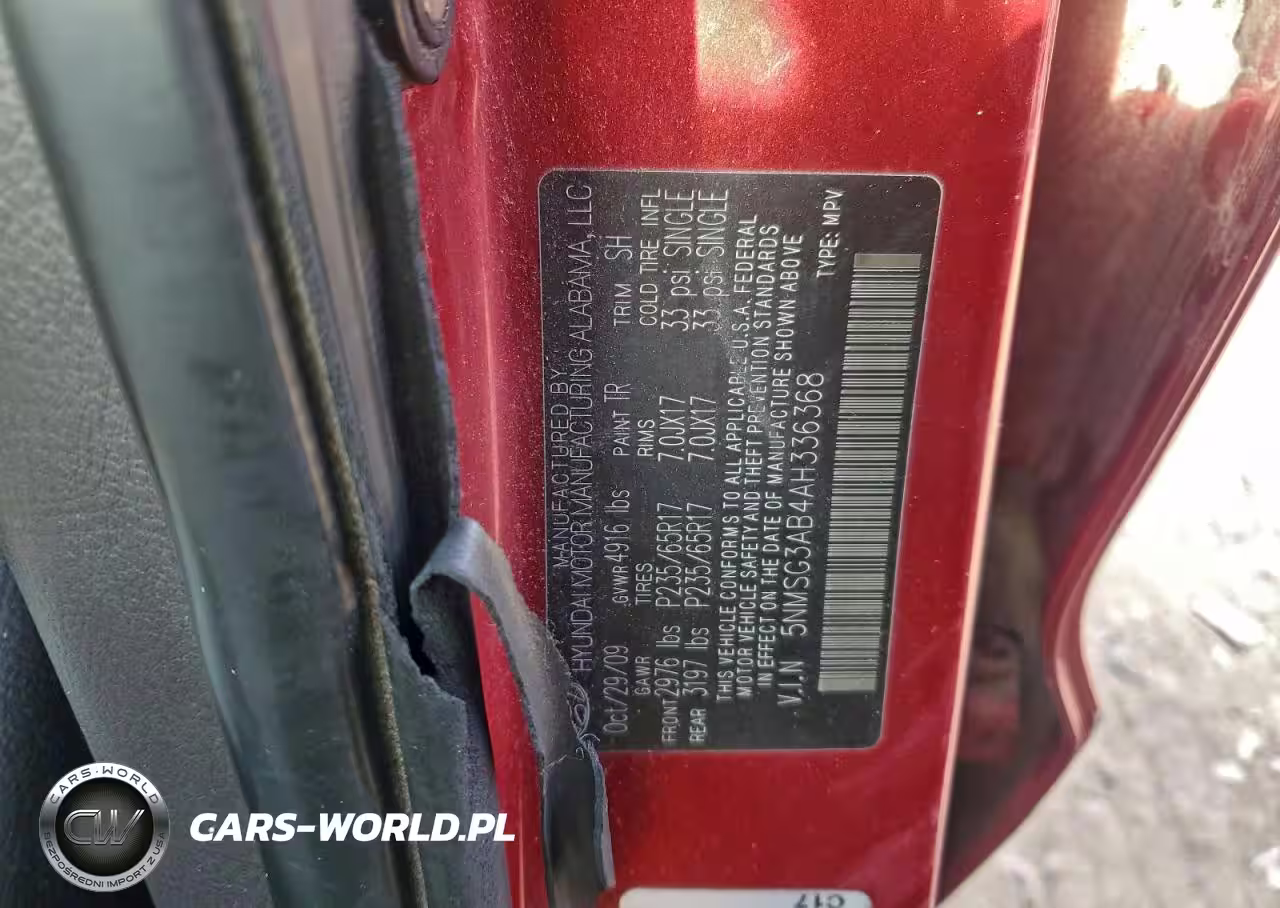 MANUFACTURED BY
HYUNDAI MOTOR MANUFACTURING ALABAMA, LLC
Oct/29/09 GVWR4916 lbs PAINT TR TRIM SH
GAWR TIRES RIMS COLD TIRE INFL
FRONT 2976 lbs P235/65R17 7.0JX17 33 psi SINGLE
REAR 3197 lbs P235/65R17 7.0JX17 33 psi SINGLE
THIS VEHICLE CONFORMS TO ALL APPLICABLE U.S.A. FEDERAL
MOTOR VEHICLE SAFETY AND THEFT PREVENTION STANDARDS
IN EFFECT ON THE DATE OF MANUFACTURE SHOWN ABOVE
V.I.N 5NMSG3AB4AH336368 TYPE: MPV
C17
CARS-WORLD
CW
BEZPOŚREDNI IMPORT Z USA
CARS-WORLD.PL